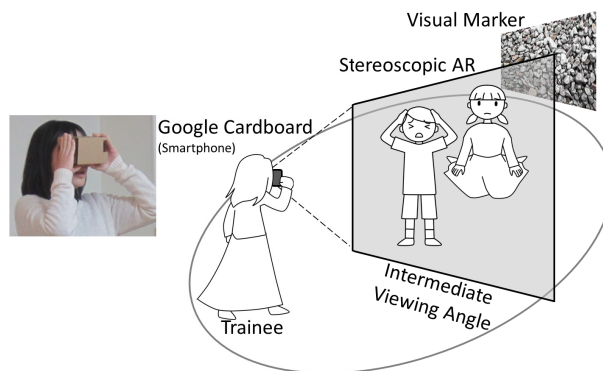 Visual Marker
Stereoscopic AR
Google Cardboard
(Smartphone)
Intermediate
Viewing Angle
Trainee